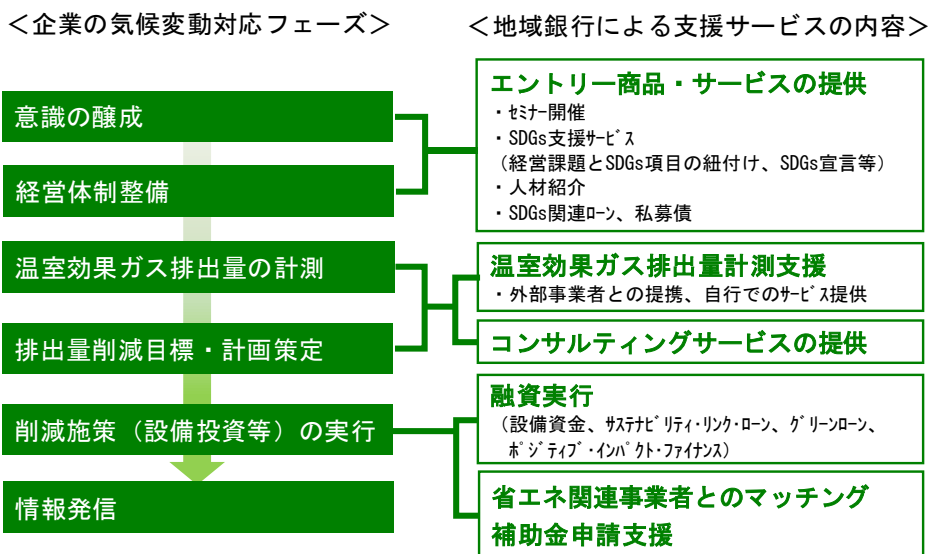 ＜企業の気候変動対応フェーズ＞
意識の醸成
経営体制整備
温室効果ガス排出量の計測
排出量削減目標・計画策定
削減施策（設備投資等）の実行
情報発信
＜地域銀行による支援サービスの内容＞
エントリー商品・サービスの提供
・ｾﾐﾅｰ開催
・SDGs支援ｻｰﾋﾞｽ
（経営課題とSDGs項目の紐付け、SDGs宣言等）
・人材紹介
・SDGs関連ﾛｰﾝ、私募債
温室効果ガス排出量計測支援
・外部事業者との提携、自行でのｻｰﾋﾞｽ提供
コンサルティングサービスの提供
融資実行
（設備資金、ｻｽﾃﾅﾋﾞﾘﾃｨ・ﾘﾝｸ・ﾛｰﾝ、ｸﾞﾘｰﾝﾛｰﾝ、
ﾎﾟｼﾞﾃｨﾌﾞ・ｲﾝﾊﾟｸﾄ・ﾌｧｲﾅﾝｽ）
省エネ関連事業者とのマッチング
補助金申請支援